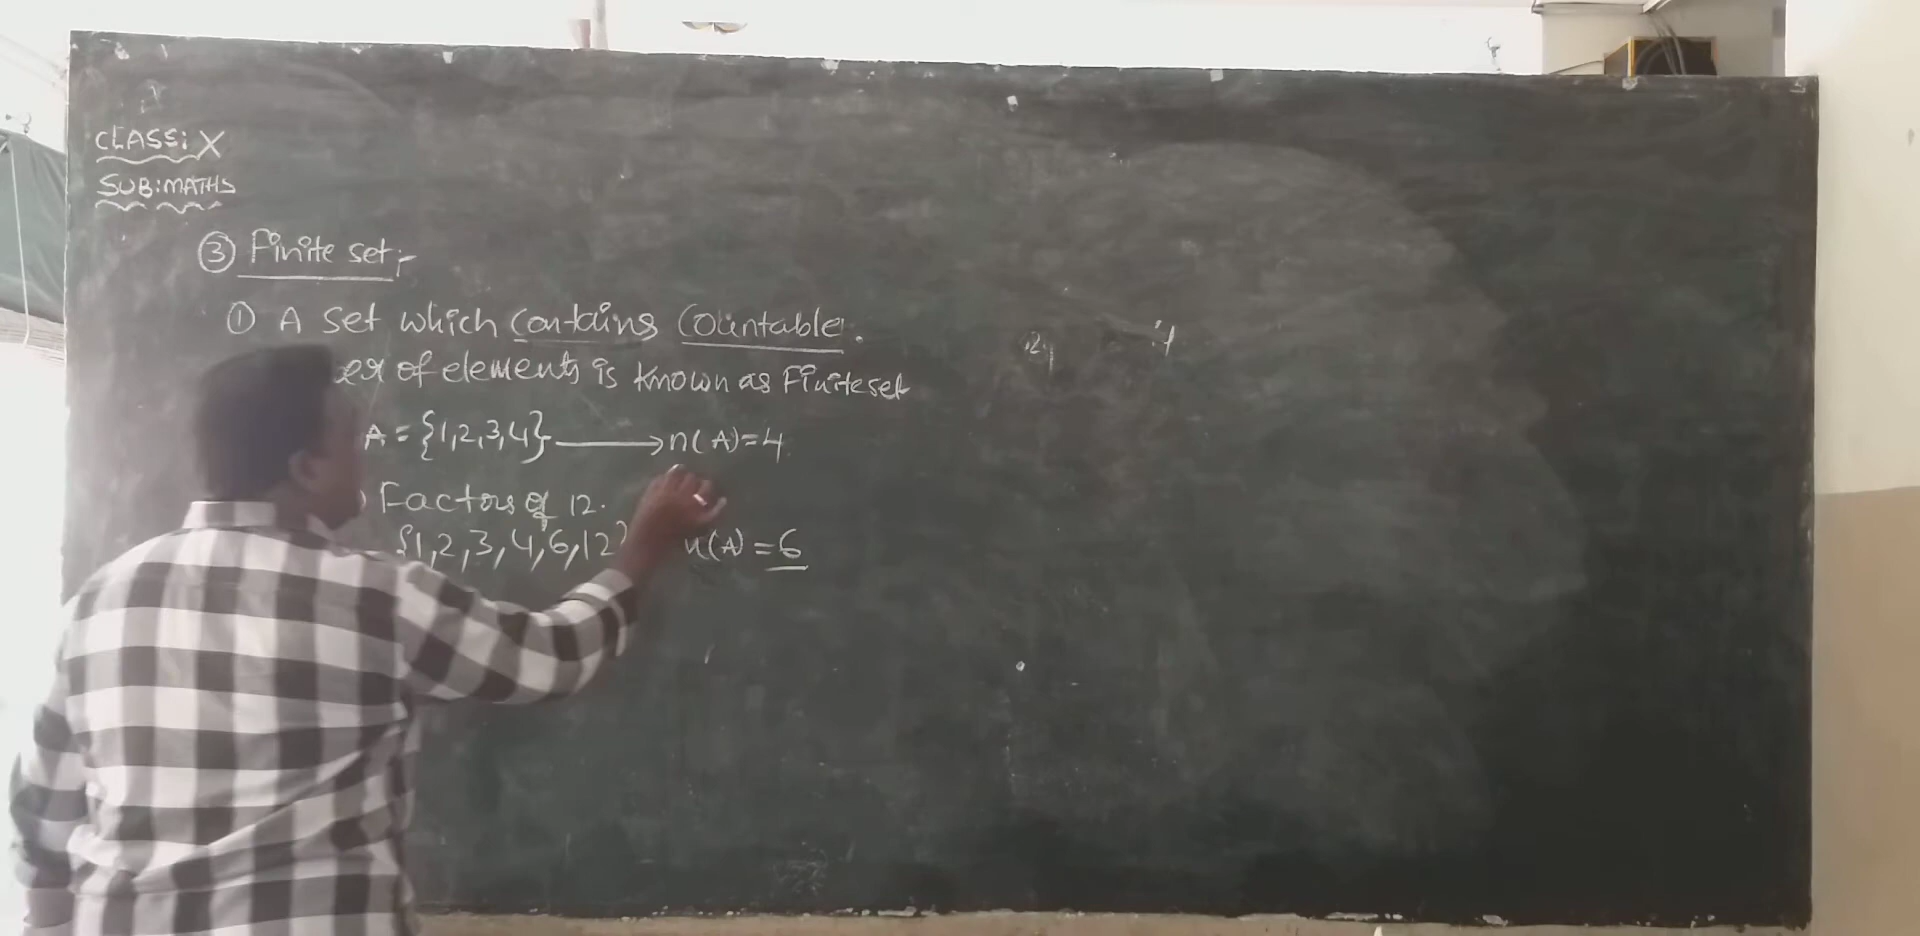 CLASS: X
SUB: MATHS
③ Finite set :-
① A set which contains Countable.
er of elements is known as Finite set
A = {1,2,3,4} ⟶ n(A)=4
) Factors of 12.
{1,2,3,4,6,12} n(A) = 6